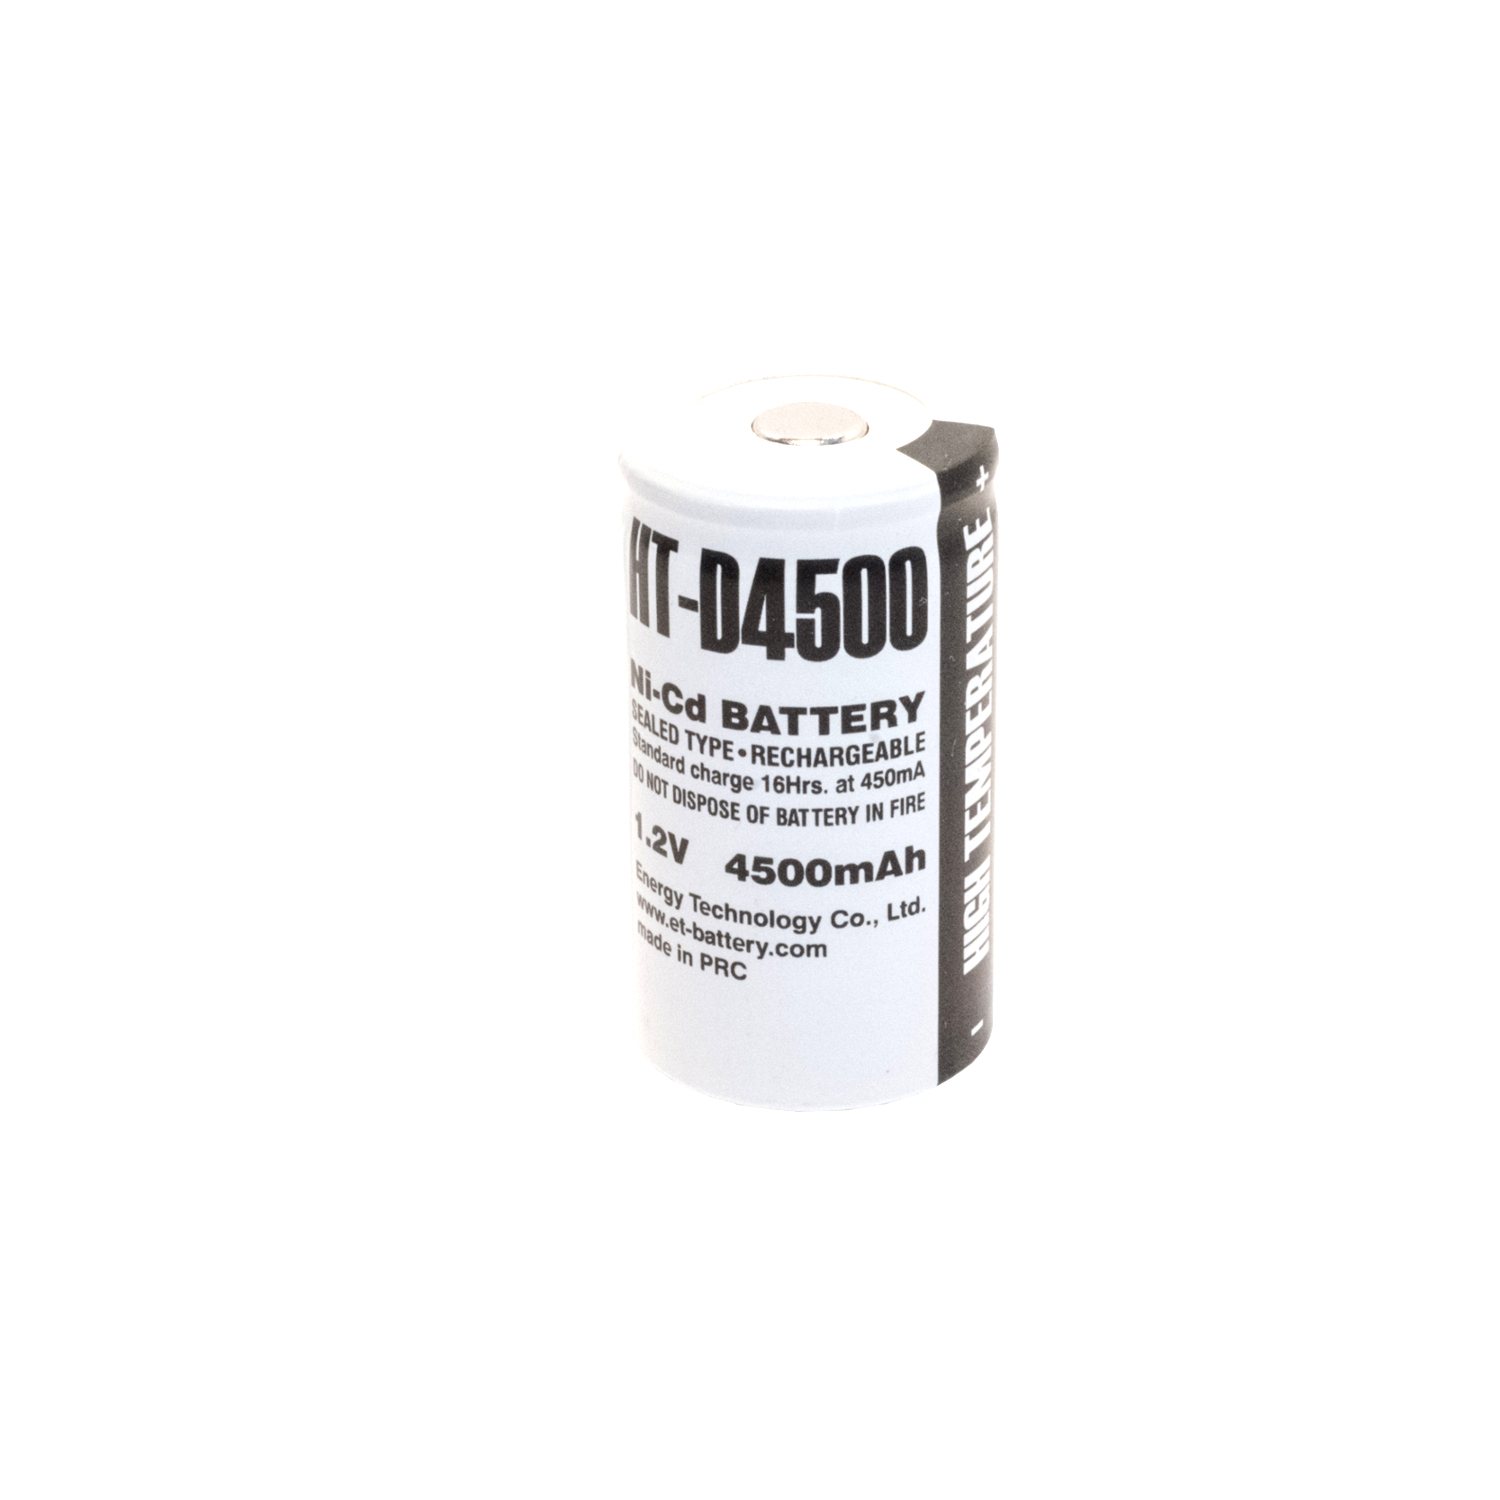 HT-D4500
Ni-Cd BATTERY
SEALED TYPE • RECHARGEABLE
Standard charge 16Hrs. at 450mA
DO NOT DISPOSE OF BATTERY IN FIRE
1.2V 4500mAh
Energy Technology Co., Ltd.
www.et-battery.com
made in PRC
- HIGH TEMPERATURE +